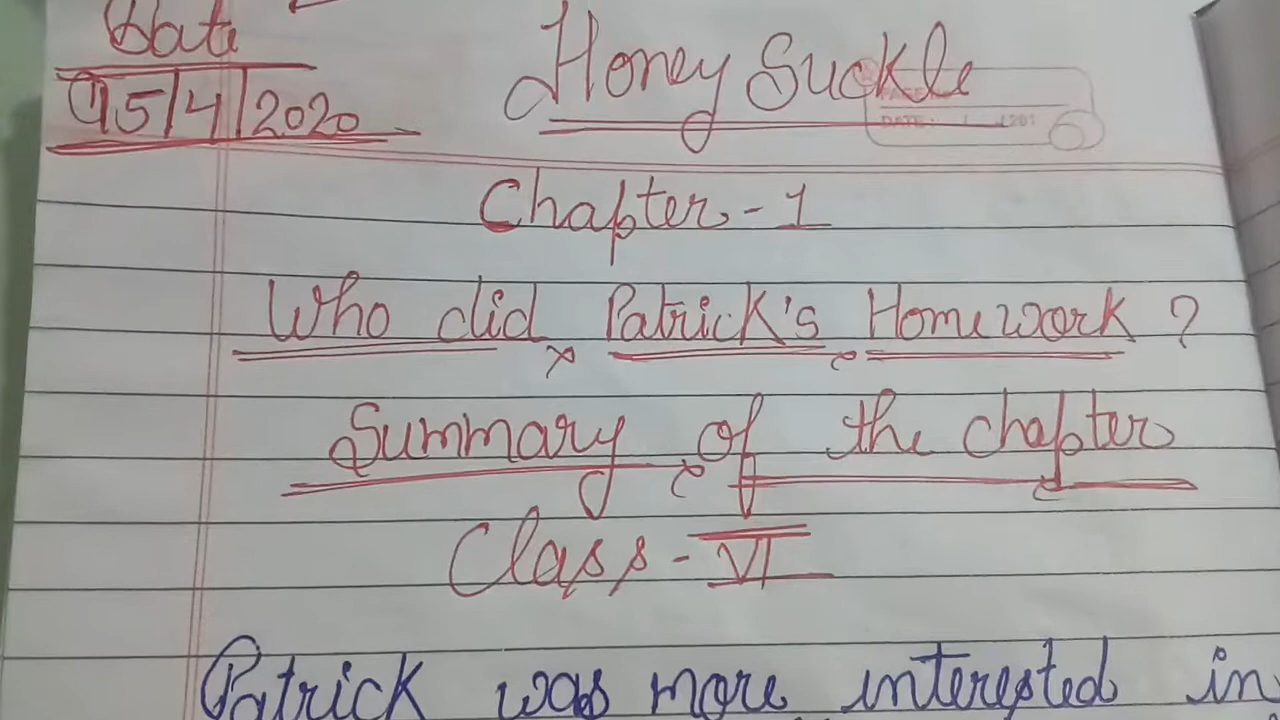 Date
15/4/2020
Honey Suckle
Chapter-1
Who did Patrick's Homework?
Summary of the chapter
Class-VI
Patrick was more interested in